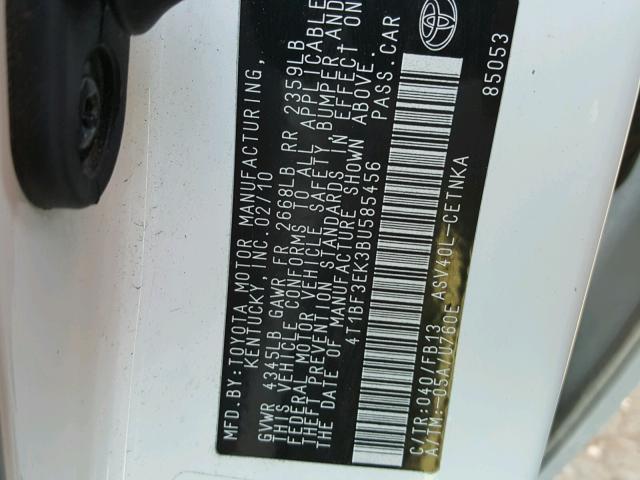 MFD.BY:TOYOTA MOTOR MANUFACTURING,
KENTUCKY, INC. 02/10
GVWR 4345LB GAWR FR 2668LB RR 2359LB
THIS VEHICLE CONFORMS TO ALL APPLICABLE
FEDERAL MOTOR VEHICLE SAFETY BUMPER,AND
THEFT PREVENTION STANDARDS IN EFFECT ON
THE DATE OF MANUFACTURE SHOWN ABOVE.
4T1BF3EK3BU585456 PASS.CAR
C/TR:040/FB13
A/TM:-05A/U760E ASV40L-CETNKA
85053